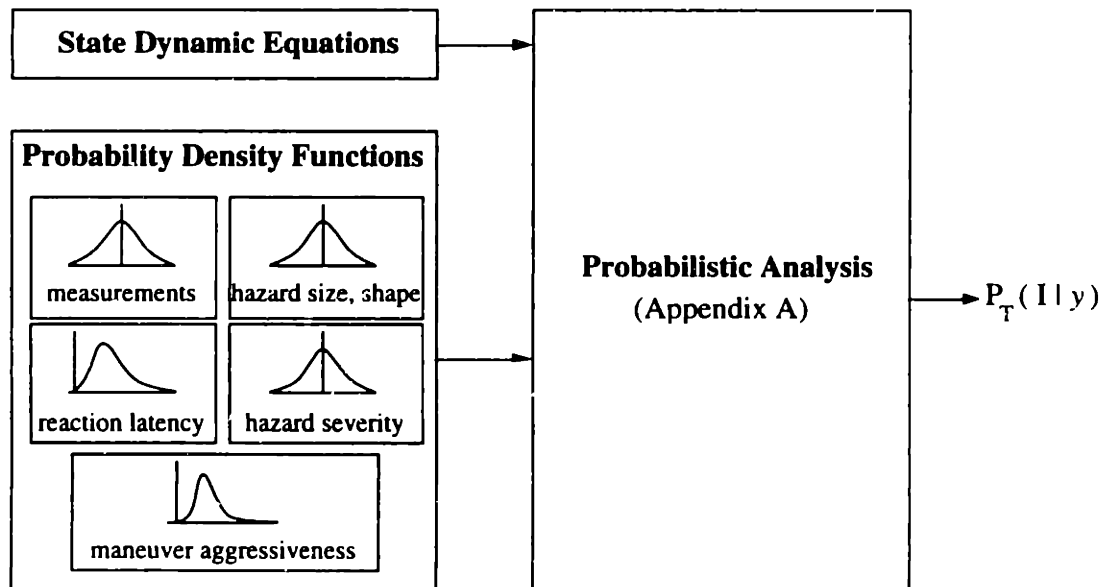 State Dynamic Equations
Probability Density Functions
measurements
hazard size, shape
reaction latency
hazard severity
maneuver aggressiveness
Probabilistic Analysis
(Appendix A)
P_T(I|y)